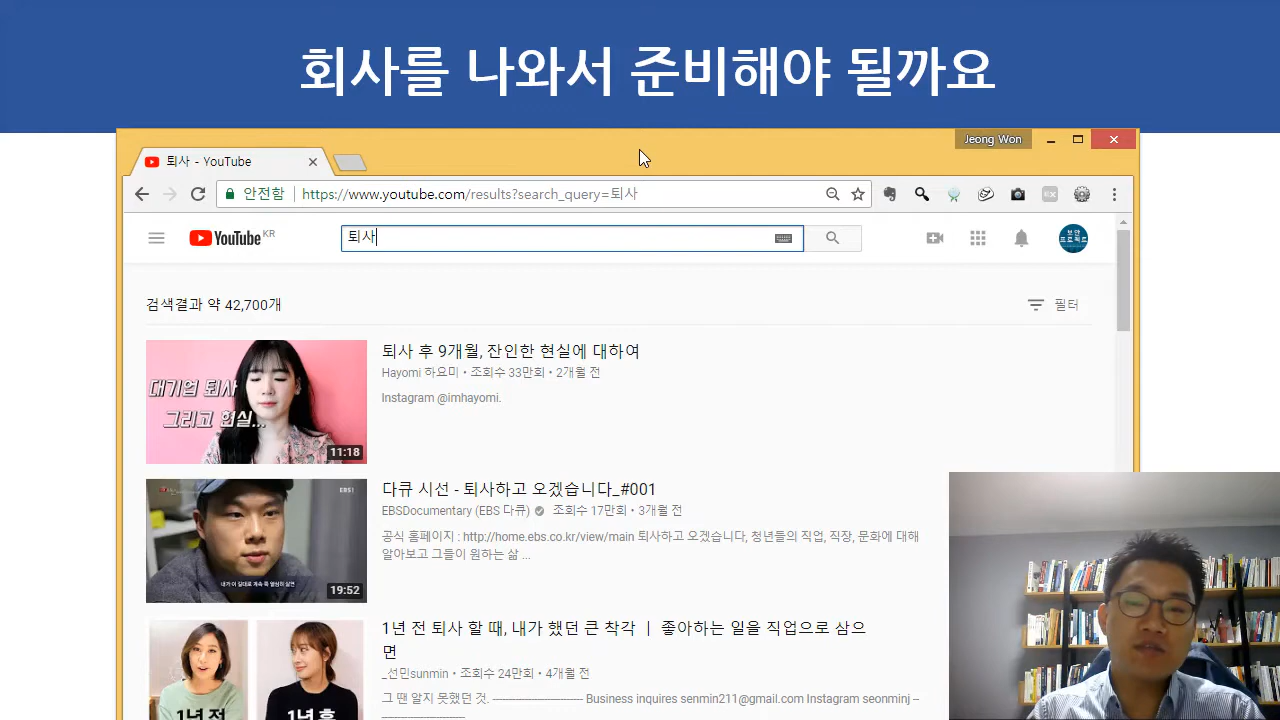 회사를 나와서 준비해야 될까요
Jeong Won
퇴사 - YouTube
안전함 https://www.youtube.com/results?search_query=퇴사
YouTube KR
퇴사
보안
프로젝트
검색결과 약 42,700개
필터
대기업 퇴사
그리고 현실...
11:18
퇴사 후 9개월, 잔인한 현실에 대하여
Hayomi 하요미 • 조회수 33만회 • 2개월 전
Instagram @imhayomi.
EBS1
19:52
다큐 시선 - 퇴사하고 오겠습니다_#001
EBSDocumentary (EBS 다큐) 조회수 17만회 • 3개월 전
공식 홈페이지 : http://home.ebs.co.kr/view/main 퇴사하고 오겠습니다, 청년들의 직업, 직장, 문화에 대해
알아보고 그들이 원하는 삶 ...
1년 전
1년 후
1년 전 퇴사 할 때, 내가 했던 큰 착각 ㅣ 좋아하는 일을 직업으로 삼으
면
_선민sunmin • 조회수 24만회 • 4개월 전
그 땐 알지 못했던 것. ------------------------------ Business inquires senmin211@gmail.com Instagram seonminj --
----------------------------